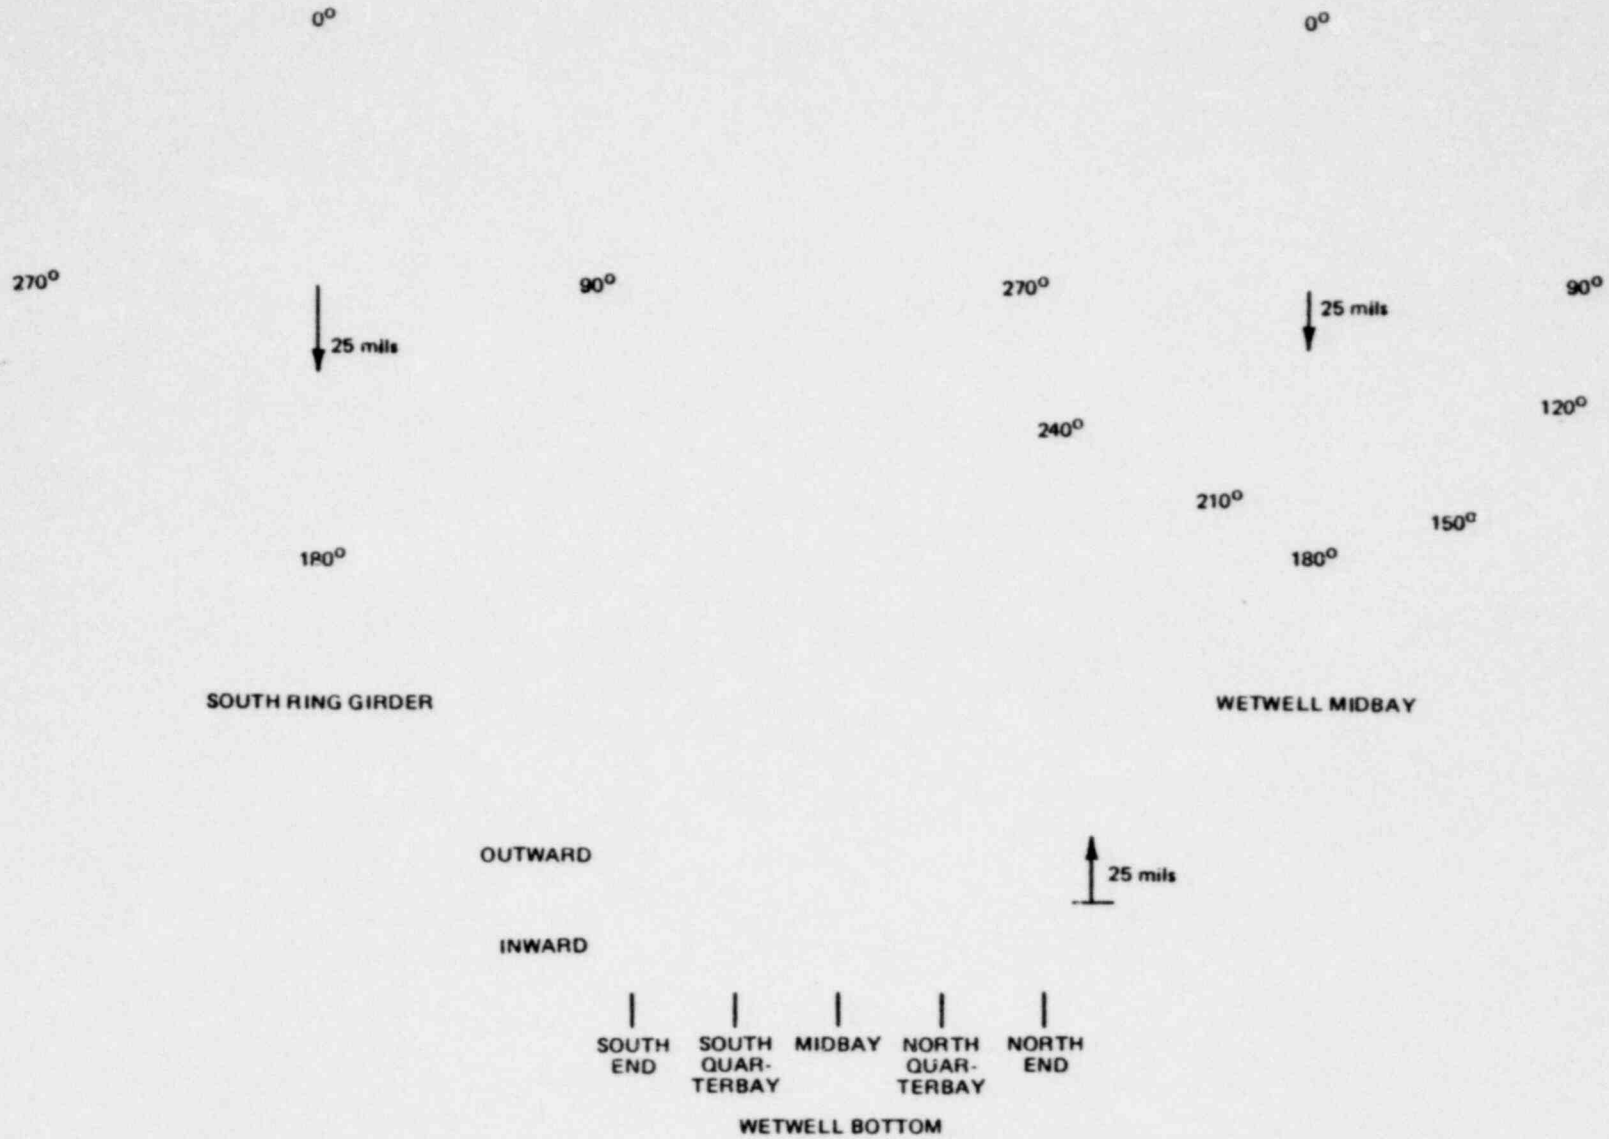 0°
0°
270°
90°
270°
90°
25 mils
25 mils
120°
240°
210°
150°
180°
180°
SOUTH RING GIRDER
WETWELL MIDBAY
OUTWARD
25 mils
INWARD
SOUTH END
SOUTH QUAR-TERBAY
MIDBAY
NORTH QUAR-TERBAY
NORTH END
WETWELL BOTTOM